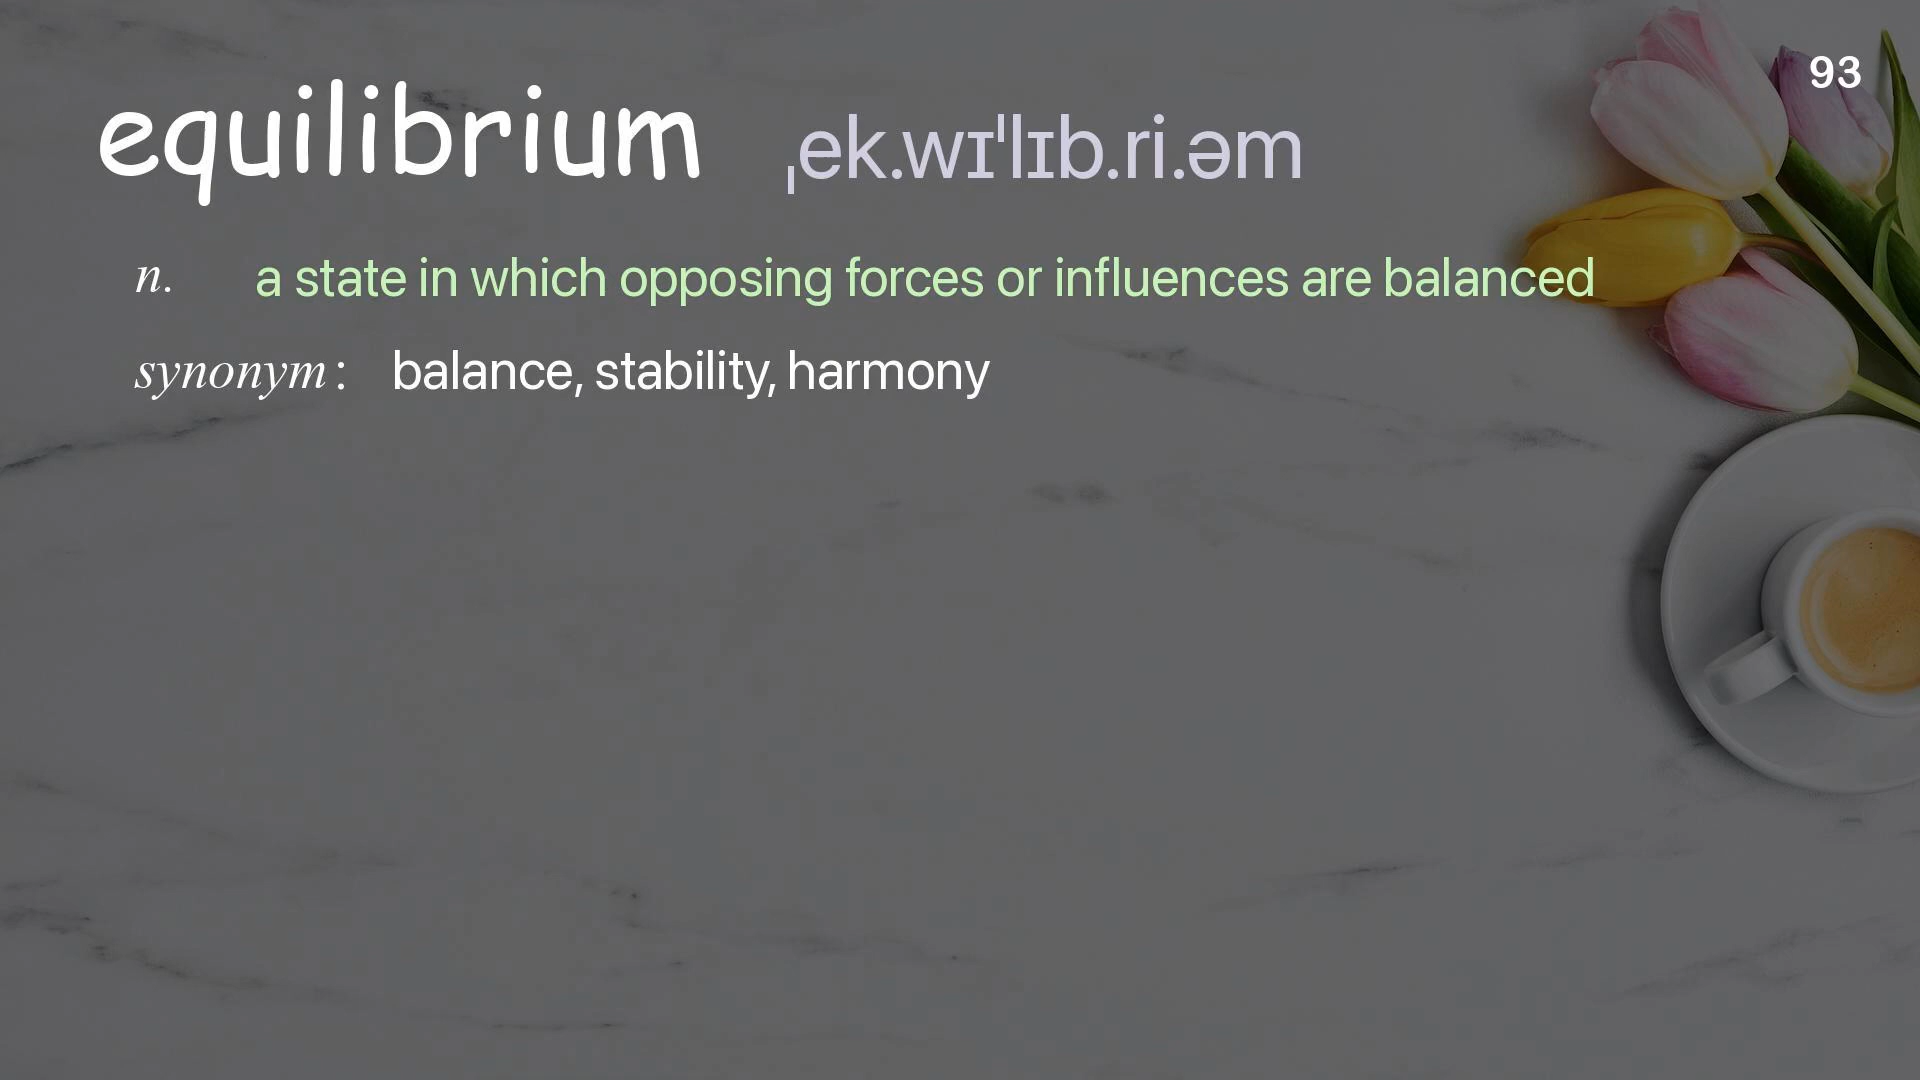 93
equilibrium ˌek.wɪˈlɪb.ri.əm
n. a state in which opposing forces or influences are balanced
synonym: balance, stability, harmony